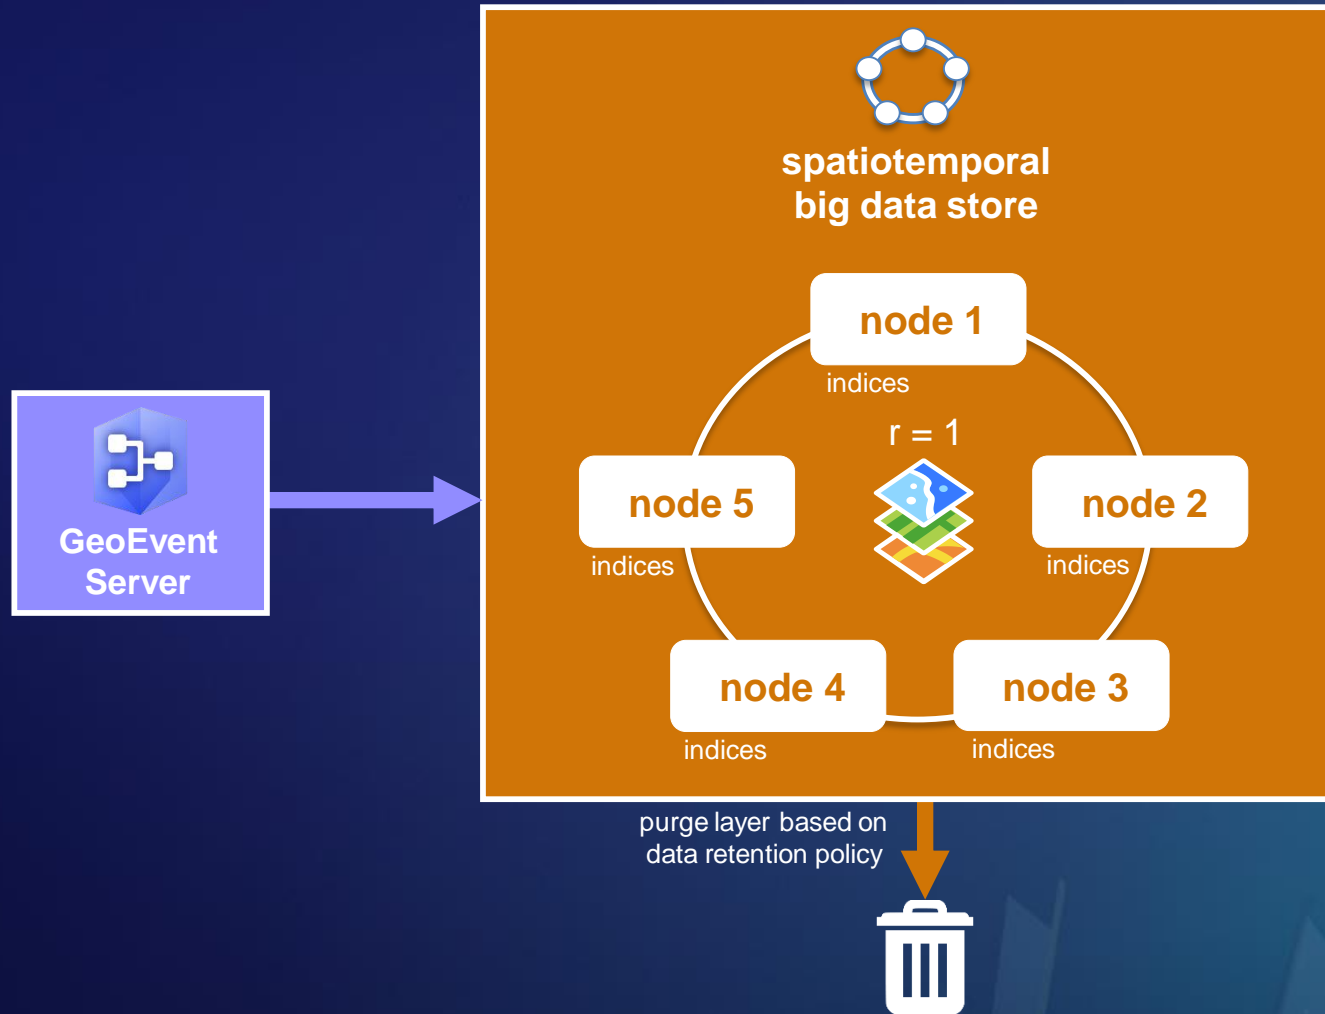 spatiotemporal
big data store
node 1
indices
r = 1
node 5
indices
node 2
indices
GeoEvent
Server
node 4
indices
node 3
indices
purge layer based on
data retention policy